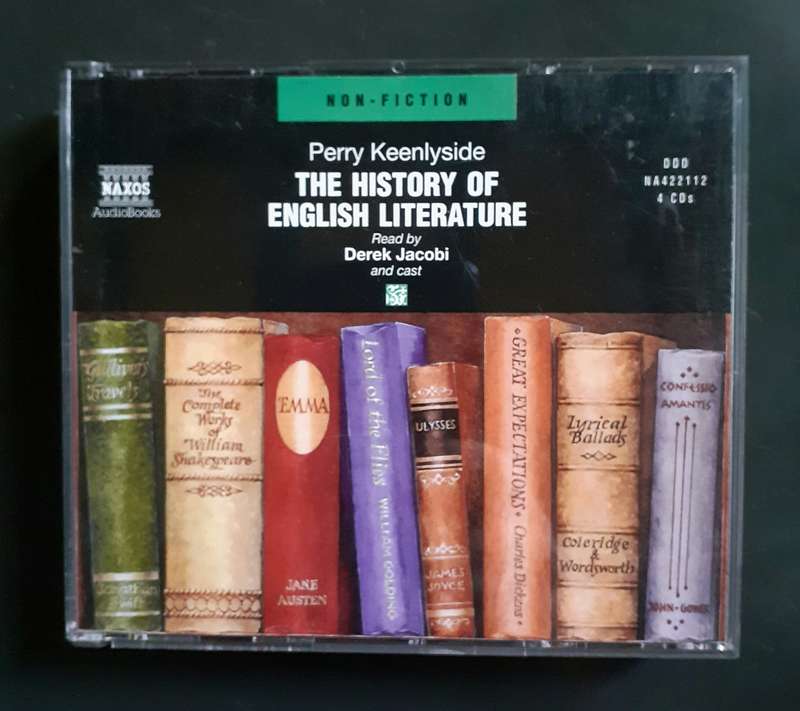 NON-FICTION
Perry Keenlyside
THE HISTORY OF
ENGLISH LITERATURE
Read by
Derek Jacobi
and cast
NAXOS
AudioBooks
DDD
NA422112
4 CDs
Gulliver's
Travels
Jonathan
Swift
The
Complete
Works
of
William
Shakespeare
EMMA
JANE
AUSTEN
Lord of the Flies WILLIAM GOLDING
ULYSSES
JAMES
JOYCE
GREAT EXPECTATIONS Charles Dickens
Lyrical
Ballads
Coleridge
&
Wordsworth
CONFESSIO
AMANTIS
JOHN GOWER